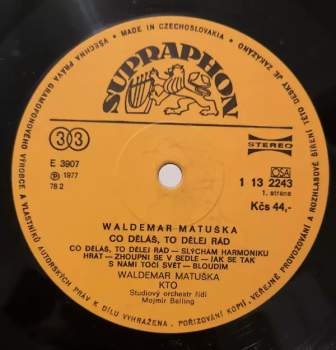 MADE IN CZECHOSLOVAKIA
SUPRAPHON
33
E 3907
℗ 1977
78 2
STEREO
OSA
1 13 2243
1. strana
Kčs 44,-
WALDEMAR MATUŠKA
CO DĚLÁŠ, TO DĚLEJ RÁD
CO DĚLÁŠ, TO DĚLEJ RÁD — SLÝCHÁM HARMONIKU
HRÁT — ZHOUPNI SE V SEDLE — JAK SE TAK
S NÁMI TOČÍ SVĚT — BLOUDÍM
WALDEMAR MATUŠKA
KTO
Studiový orchestr řídí
Mojmír Balling
VŠECHNA PRÁVA GRAMOFONOVÉHO VÝROBCE A VLASTNÍKŮ AUTORSKÝCH PRÁV K DÍLU VYHRAŽENA. POŘIZOVÁNÍ KOPIÍ, VEŘEJNÉ PROVOZOVÁNÍ A ROZHLASOVÉ ŠÍŘENÍ TÉTO DESKY JE ZAKÁZÁNO